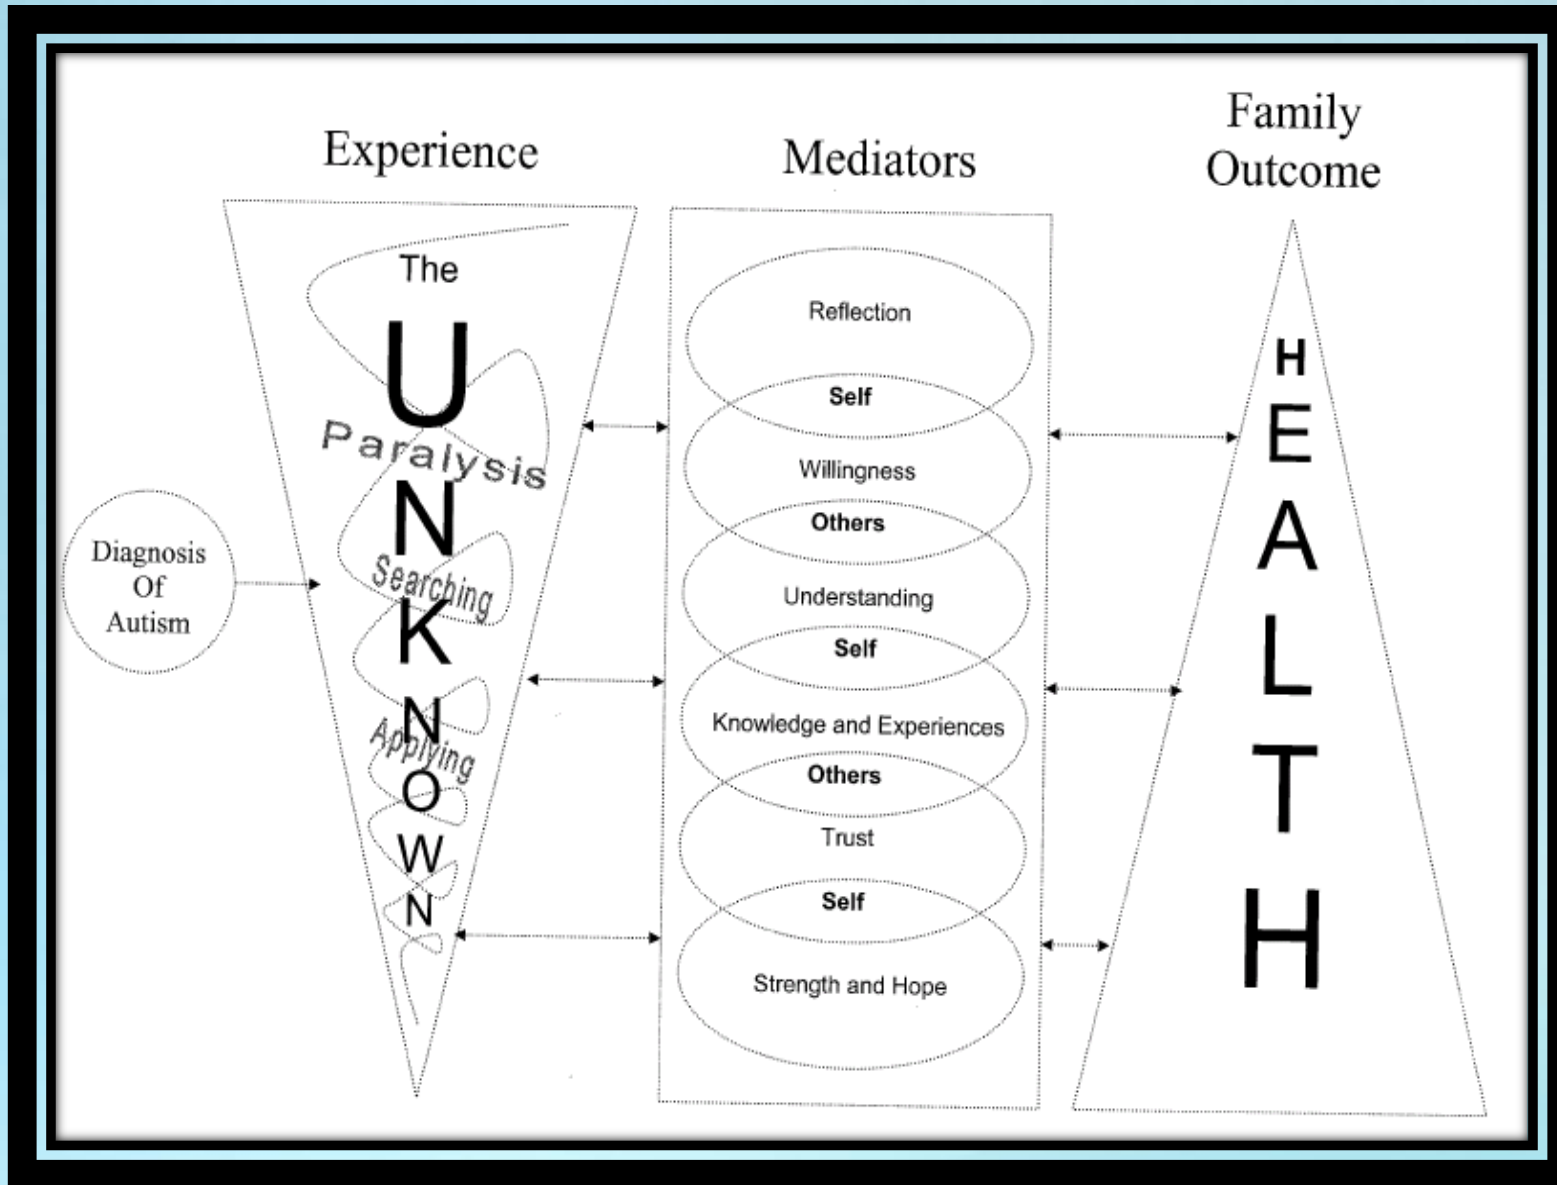 Experience
Mediators
Family
Outcome
Diagnosis
Of
Autism
The
U
Paralysis
N
Searching
K
N
Applying
O
W
N
Reflection
Self
Willingness
Others
Understanding
Self
Knowledge and Experiences
Others
Trust
Self
Strength and Hope
H
E
A
L
T
H